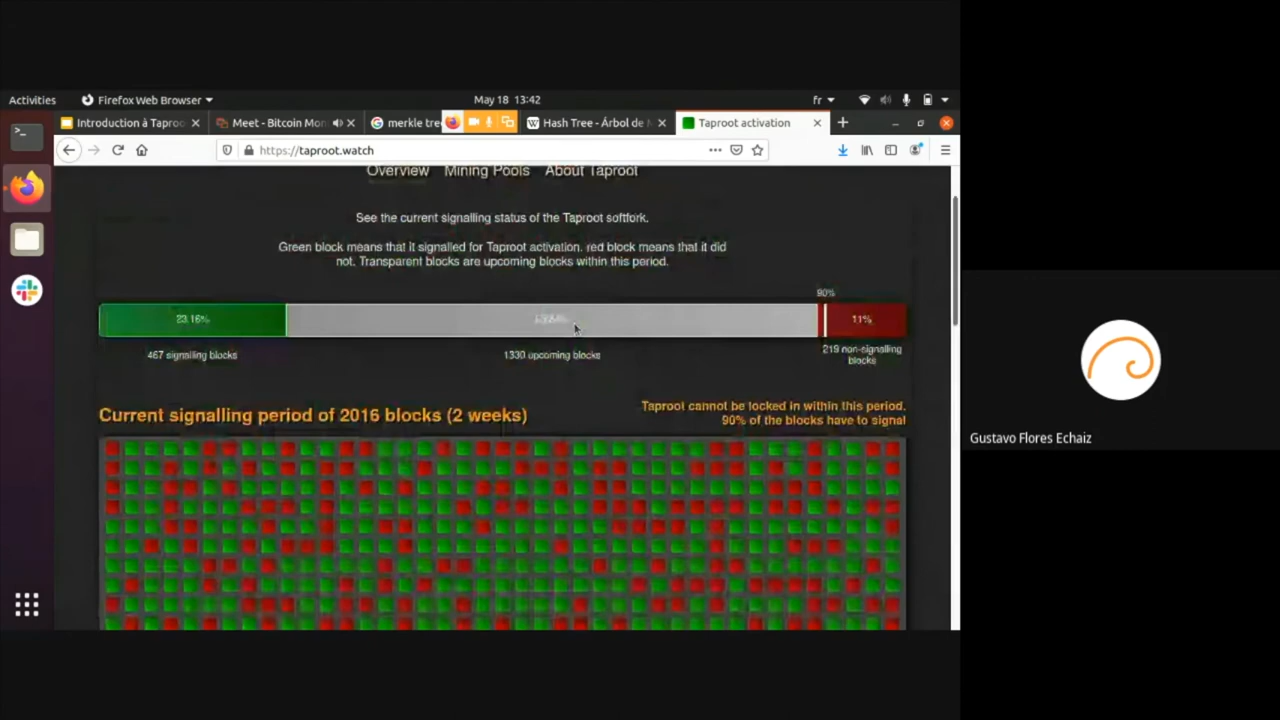 Activities
Firefox Web Browser
May 18 13:42
fr
Introduction à Taproo
Meet - Bitcoin Mon
merkle tre
Hash Tree - Árbol de
Taproot activation
https://taproot.watch
Overview
Mining Pools
About Taproot
See the current signalling status of the Taproot softfork.
Green block means that it signalled for Taproot activation. red block means that it did
not. Transparent blocks are upcoming blocks within this period.
90%
23.16%
11%
467 signalling blocks
1330 upcoming blocks
219 non-signalling
blocks
Current signalling period of 2016 blocks (2 weeks)
Taproot cannot be locked in within this period.
90% of the blocks have to signal
Gustavo Flores Echaiz